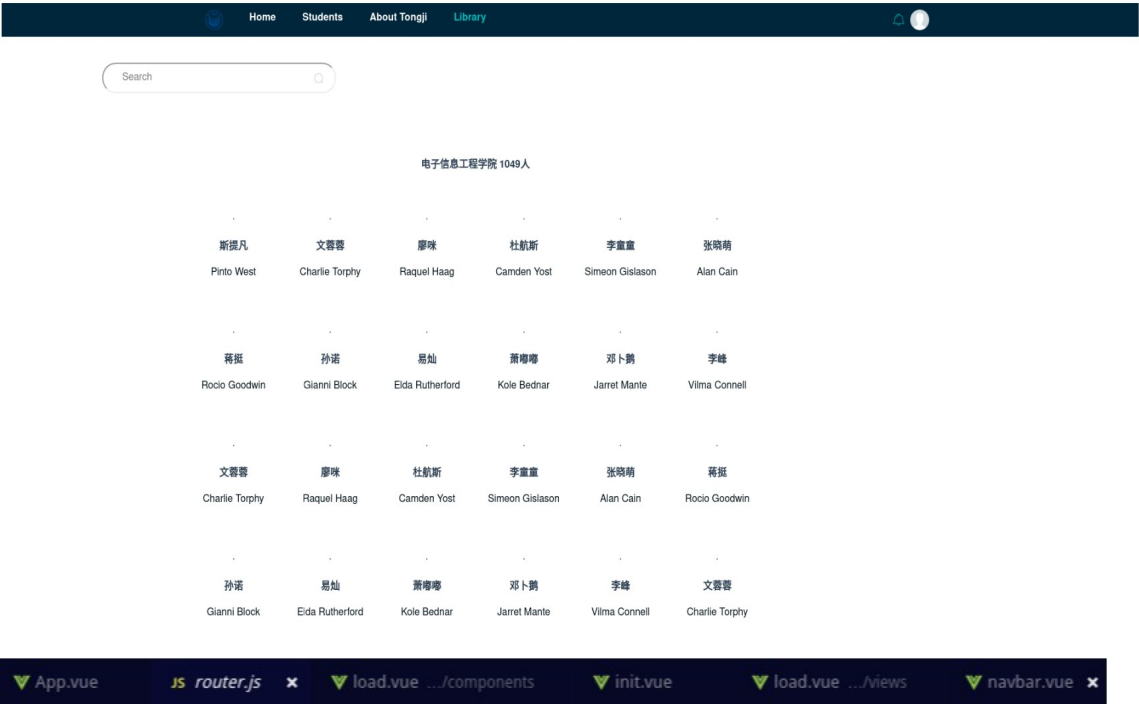 Home Students About Tongji Library
Search
电子信息工程学院 1049人
斯提凡 文蓉蓉 廖咪 杜航斯 李童童 张晓萌
Pinto West Charlie Torphy Raquel Haag Camden Yost Simeon Gislason Alan Cain
蒋挺 孙诺 易灿 萧嘟嘟 邓卜鹅 李峰
Rocio Goodwin Gianni Block Elda Rutherford Kole Bednar Jarret Mante Vilma Connell
文蓉蓉 廖咪 杜航斯 李童童 张晓萌 蒋挺
Charlie Torphy Raquel Haag Camden Yost Simeon Gislason Alan Cain Rocio Goodwin
孙诺 易灿 萧嘟嘟 邓卜鹅 李峰 文蓉蓉
Gianni Block Elda Rutherford Kole Bednar Jarret Mante Vilma Connell Charlie Torphy
App.vue JS router.js × load.vue .../components init.vue load.vue .../views navbar.vue ×